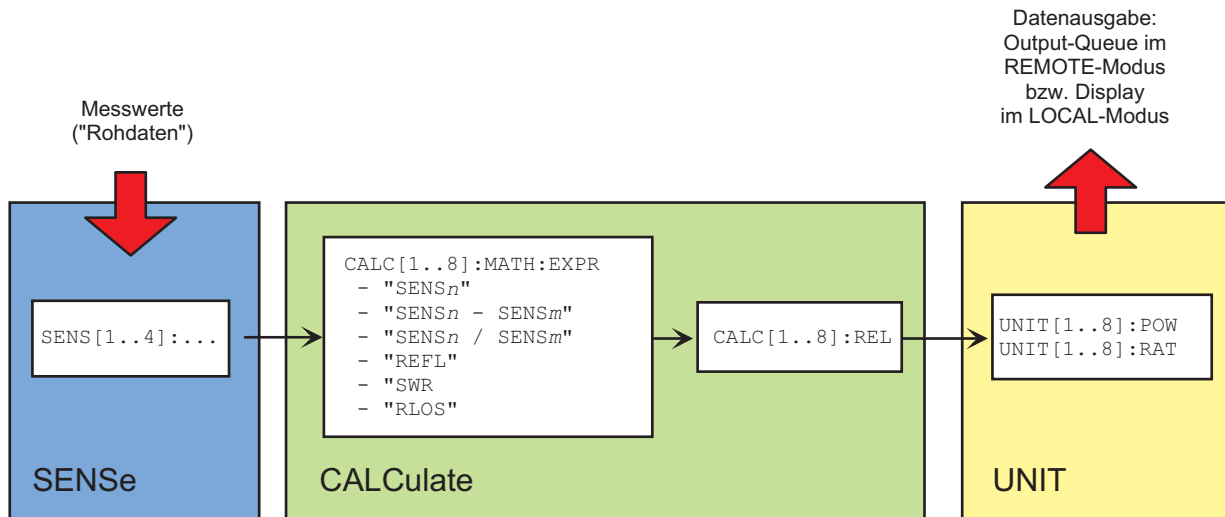 Datenausgabe:
Output-Queue im
REMOTE-Modus
bzw. Display
im LOCAL-Modus
Messwerte
("Rohdaten")
SENS[1..4]:...
SENSe
CALC[1..8]:MATH:EXPR
- "SENSn"
- "SENSn - SENSm"
- "SENSn / SENSm"
- "REFL"
- "SWR
- "RLOS"
CALC[1..8]:REL
CALCulate
UNIT[1..8]:POW
UNIT[1..8]:RAT
UNIT